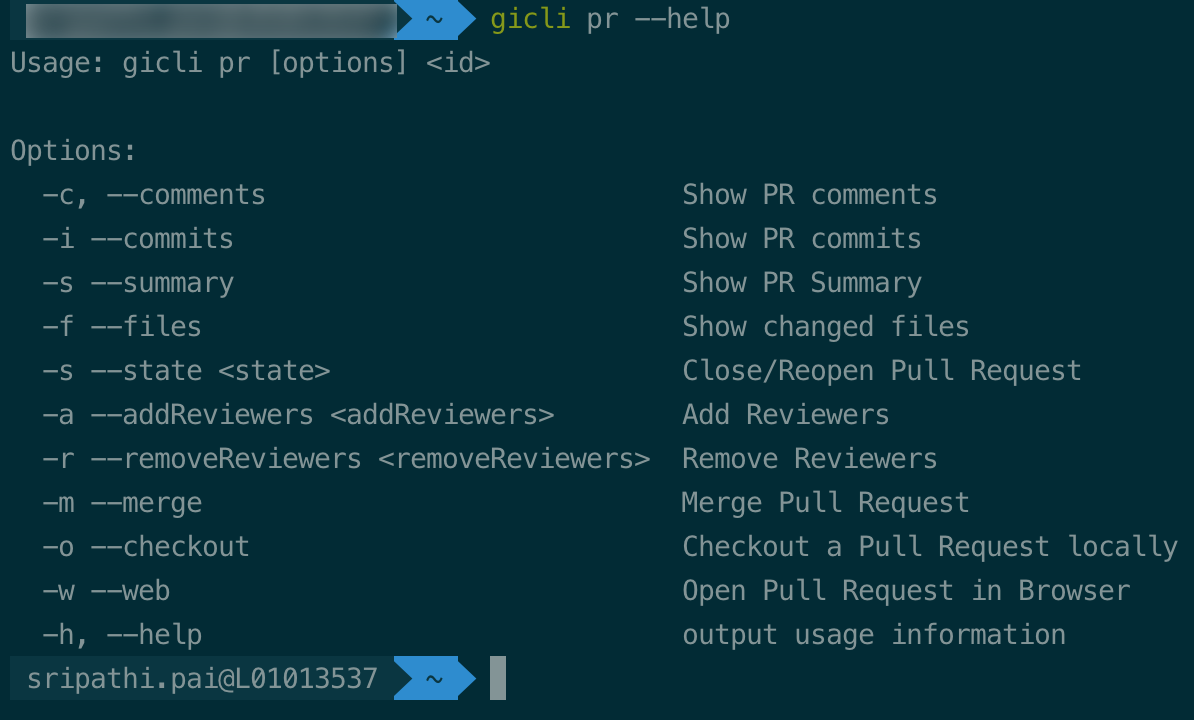 ~ gicli pr --help
Usage: gicli pr [options] <id>
Options:
-c, --comments Show PR comments
-i --commits Show PR commits
-s --summary Show PR Summary
-f --files Show changed files
-s --state <state> Close/Reopen Pull Request
-a --addReviewers <addReviewers> Add Reviewers
-r --removeReviewers <removeReviewers> Remove Reviewers
-m --merge Merge Pull Request
-o --checkout Checkout a Pull Request locally
-w --web Open Pull Request in Browser
-h, --help output usage information
sripathi.pai@L01013537 ~